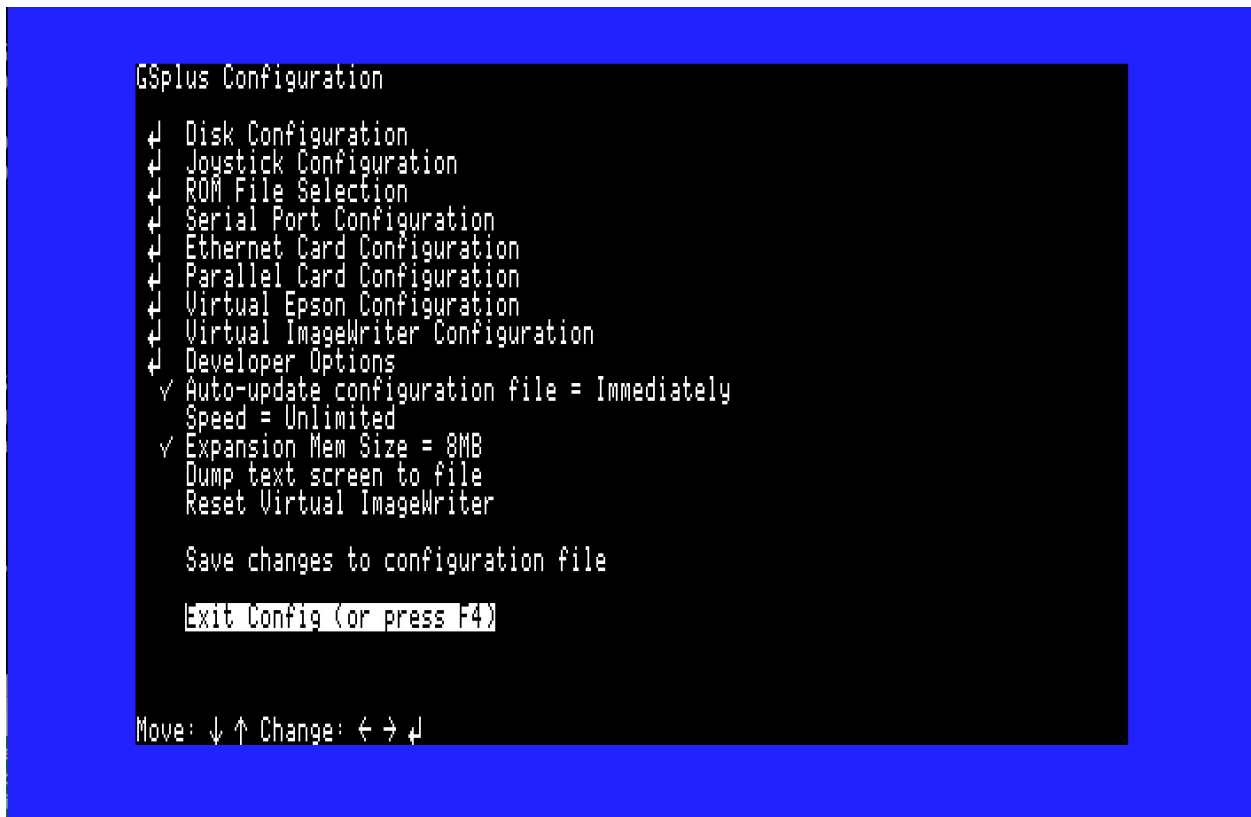 GSplus Configuration
↲ Disk Configuration
↲ Joystick Configuration
↲ ROM File Selection
↲ Serial Port Configuration
↲ Ethernet Card Configuration
↲ Parallel Card Configuration
↲ Virtual Epson Configuration
↲ Virtual ImageWriter Configuration
↲ Developer Options
✓ Auto-update configuration file = Immediately
Speed = Unlimited
✓ Expansion Mem Size = 8MB
Dump text screen to file
Reset Virtual ImageWriter
Save changes to configuration file
Exit Config (or press F4)
Move: ↓ ↑ Change: ← → ↲